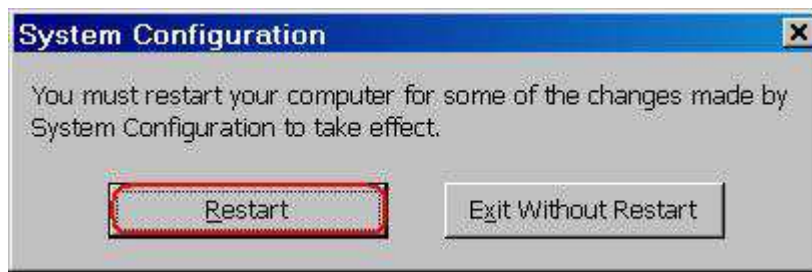 System Configuration
You must restart your computer for some of the changes made by
System Configuration to take effect.
Restart
Exit Without Restart